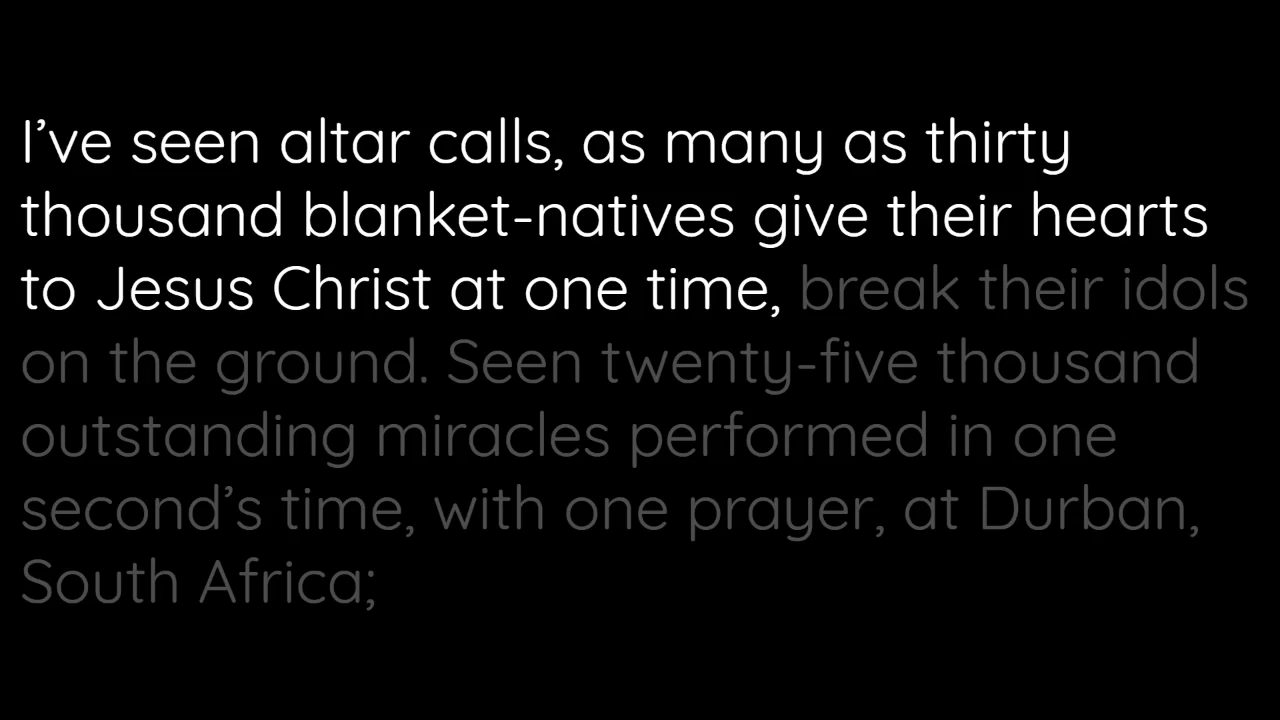 I’ve seen altar calls, as many as thirty
thousand blanket-natives give their hearts
to Jesus Christ at one time, break their idols
on the ground. Seen twenty-five thousand
outstanding miracles performed in one
second’s time, with one prayer, at Durban,
South Africa;